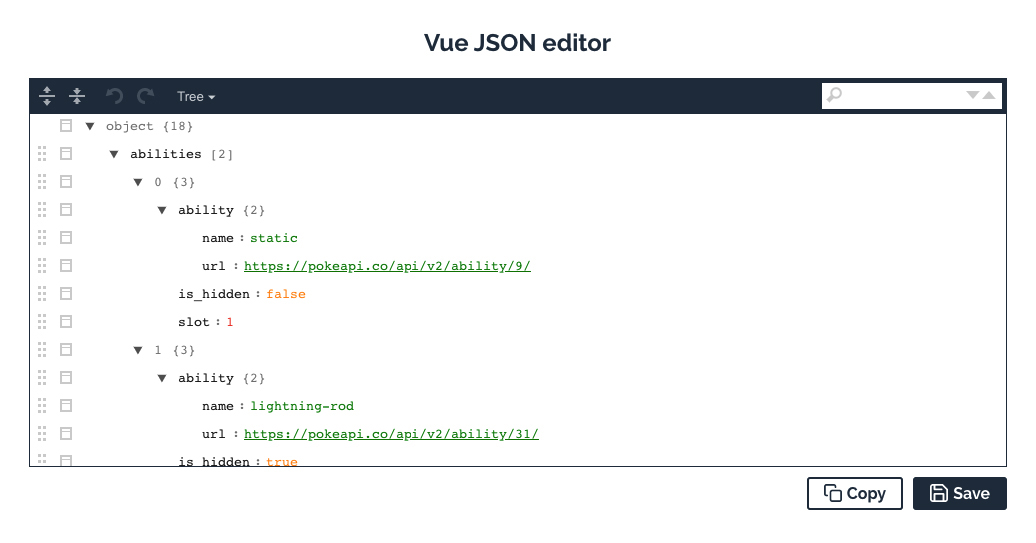 Vue JSON editor
Tree
object {18}
abilities [2]
0 {3}
ability {2}
name : static
url : https://pokeapi.co/api/v2/ability/9/
is_hidden : false
slot : 1
1 {3}
ability {2}
name : lightning-rod
url : https://pokeapi.co/api/v2/ability/31/
is_hidden : true
Copy
Save